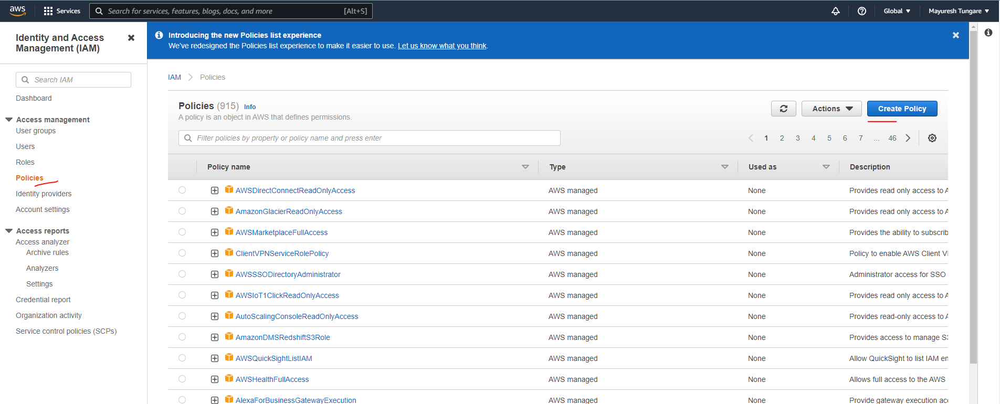 aws Services Search for services, features, blogs, docs, and more [Alt+S] Global Mayuresh Tungare
Identity and Access
Management (IAM)
Search IAM
Dashboard
Access management
User groups
Users
Roles
Policies
Identity providers
Account settings
Access reports
Access analyzer
Archive rules
Analyzers
Settings
Credential report
Organization activity
Service control policies (SCPs)
Introducing the new Policies list experience
We've redesigned the Policies list experience to make it easier to use. Let us know what you think.
IAM Policies
Policies (915) Info
A policy is an object in AWS that defines permissions.
Actions Create Policy
Filter policies by property or policy name and press enter
1 2 3 4 5 6 7 ... 46
Policy name Type Used as Description
AWSDirectConnectReadOnlyAccess AWS managed None Provides read only access to A
AmazonGlacierReadOnlyAccess AWS managed None Provides read only access to A
AWSMarketplaceFullAccess AWS managed None Provides the ability to subscrib
ClientVPNServiceRolePolicy AWS managed None Policy to enable AWS Client
AWSSSODirectoryAdministrator AWS managed None Administrator access for SSO
AWSIoT1ClickReadOnlyAccess AWS managed None Provides read only access to A
AutoScalingConsoleReadOnlyAccess AWS managed None Provides read-only access to A
AmazonDMSRedshiftS3Role AWS managed None Provides access to manage S3
AWSQuickSightListIAM AWS managed None Allow QuickSight to list IAM en
AWSHealthFullAccess AWS managed None Allows full access to the AWS
AlexaForBusinessGatewayExecution AWS managed None Provide gateway execution acc